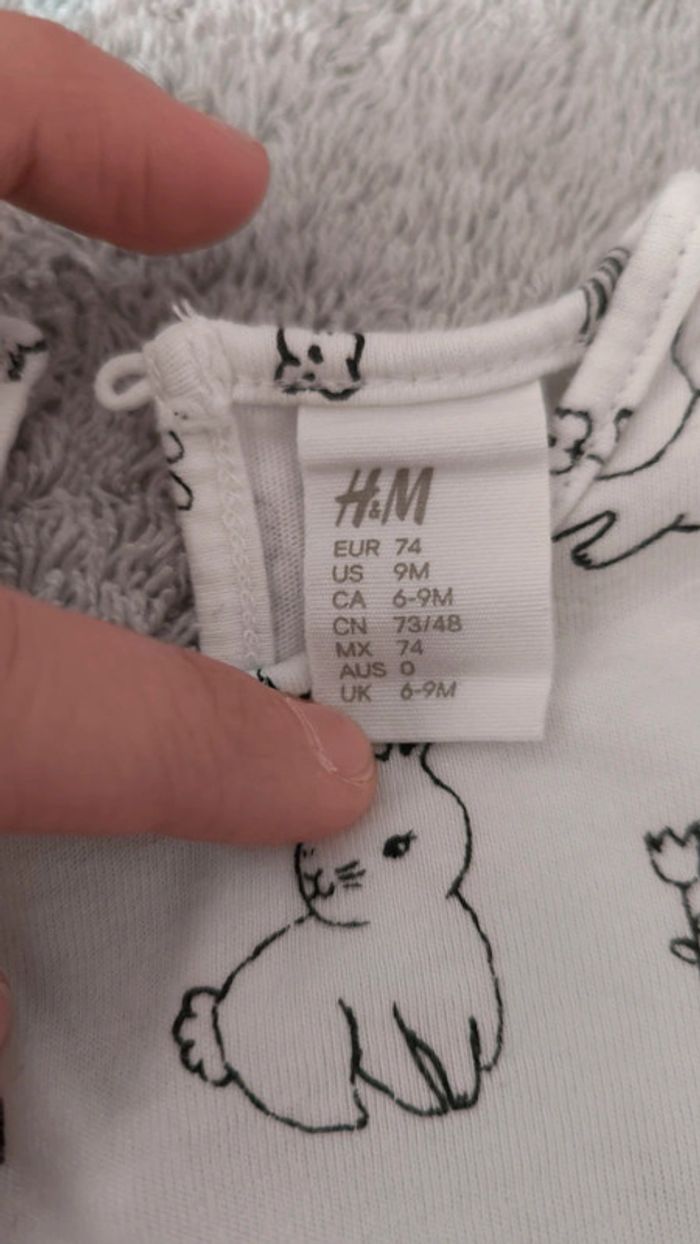 H&M
EUR 74
US 9M
CA 6-9M
CN 73/48
MX 74
AUS 0
UK 6-9M